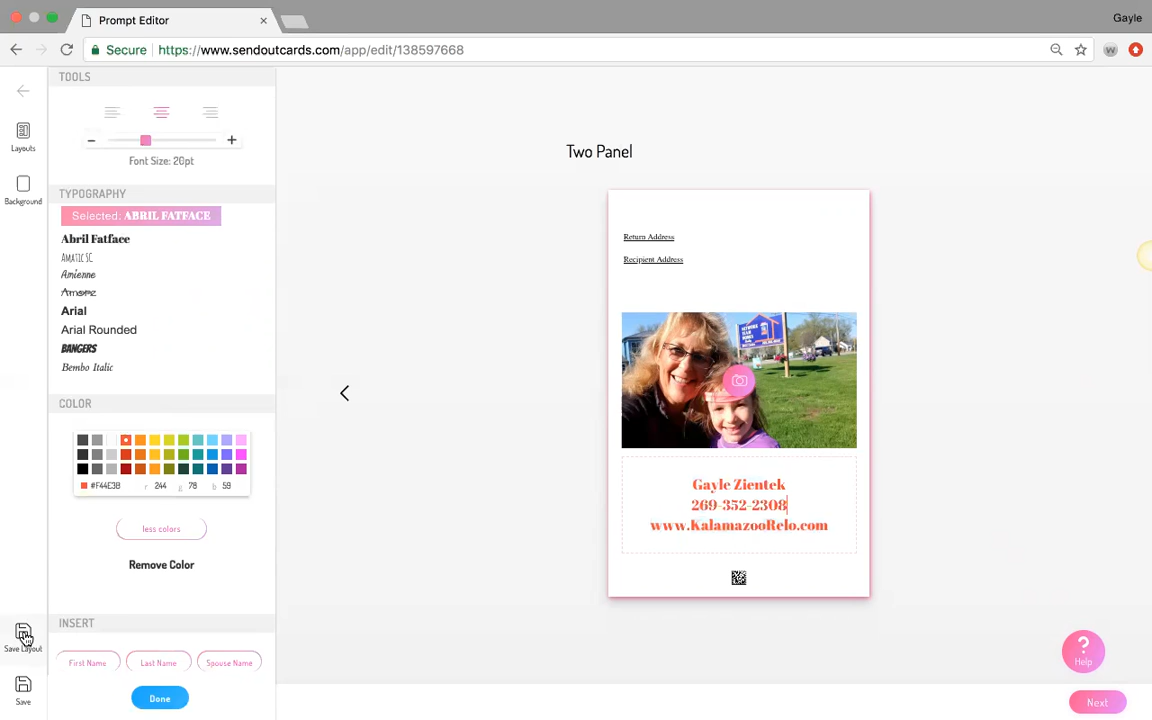 Prompt Editor
Gayle
Secure https://www.sendoutcards.com/app/edit/138597668
W
TOOLS
Layouts
Font Size: 20pt
Background
TYPOGRAPHY
Selected: ABRIL FATFACE
Abril Fatface
AMATIC SC
Amienne
Amorz
Arial
Arial Rounded
BANGERS
Bembo Italic
COLOR
#F44E3B r 244 g 78 b 59
less colors
Remove Color
INSERT
First Name Last Name Spouse Name
Save Layout
Save
Done
Two Panel
Return Address
Recipient Address
Gayle Zientek
269-352-2308
www.KalamazooRelo.com
?
Help
Next